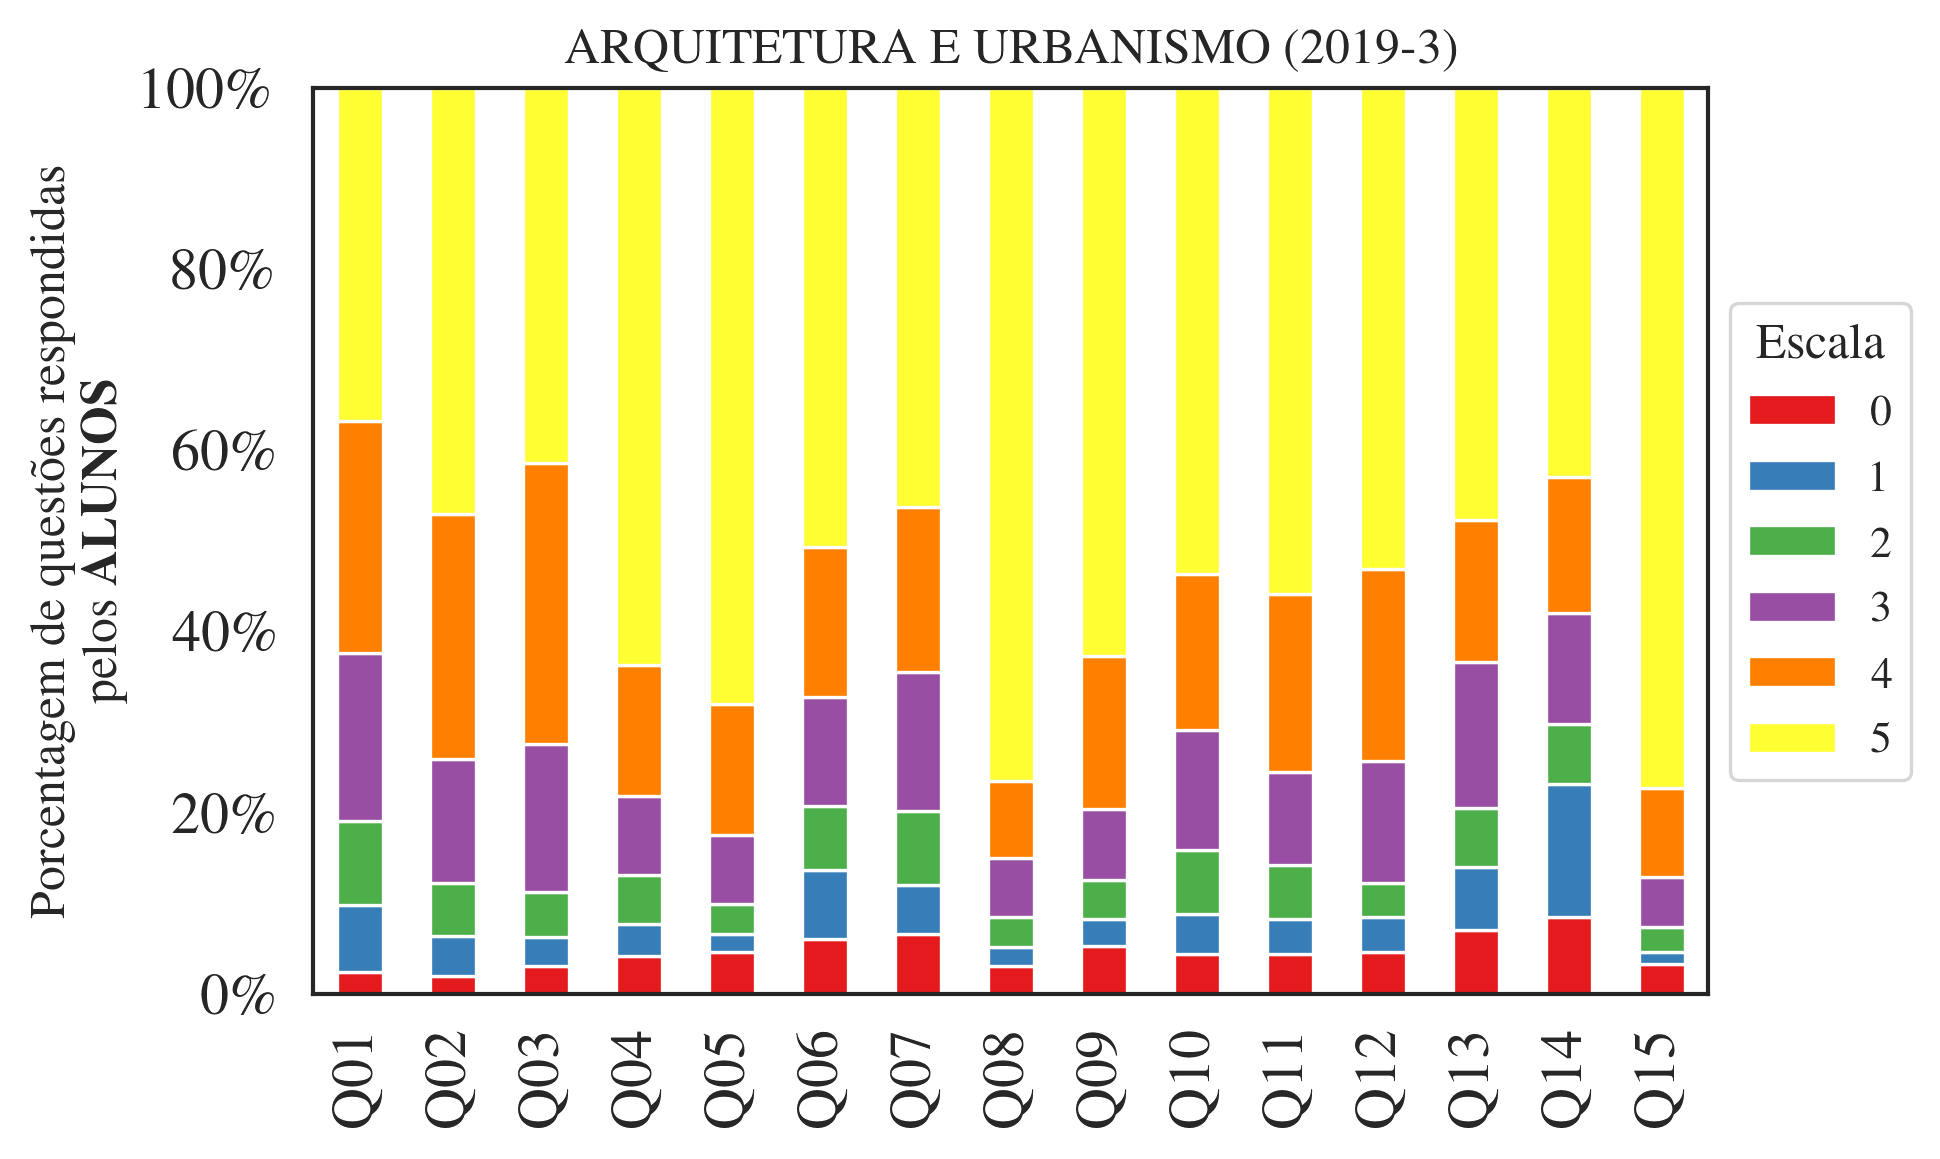 ARQUITETURA E URBANISMO (2019-3)
Porcentagem de questões respondidas
pelos ALUNOS
100%
80%
60%
40%
20%
0%
Q01
Q02
Q03
Q04
Q05
Q06
Q07
Q08
Q09
Q10
Q11
Q12
Q13
Q14
Q15
Escala
0
1
2
3
4
5